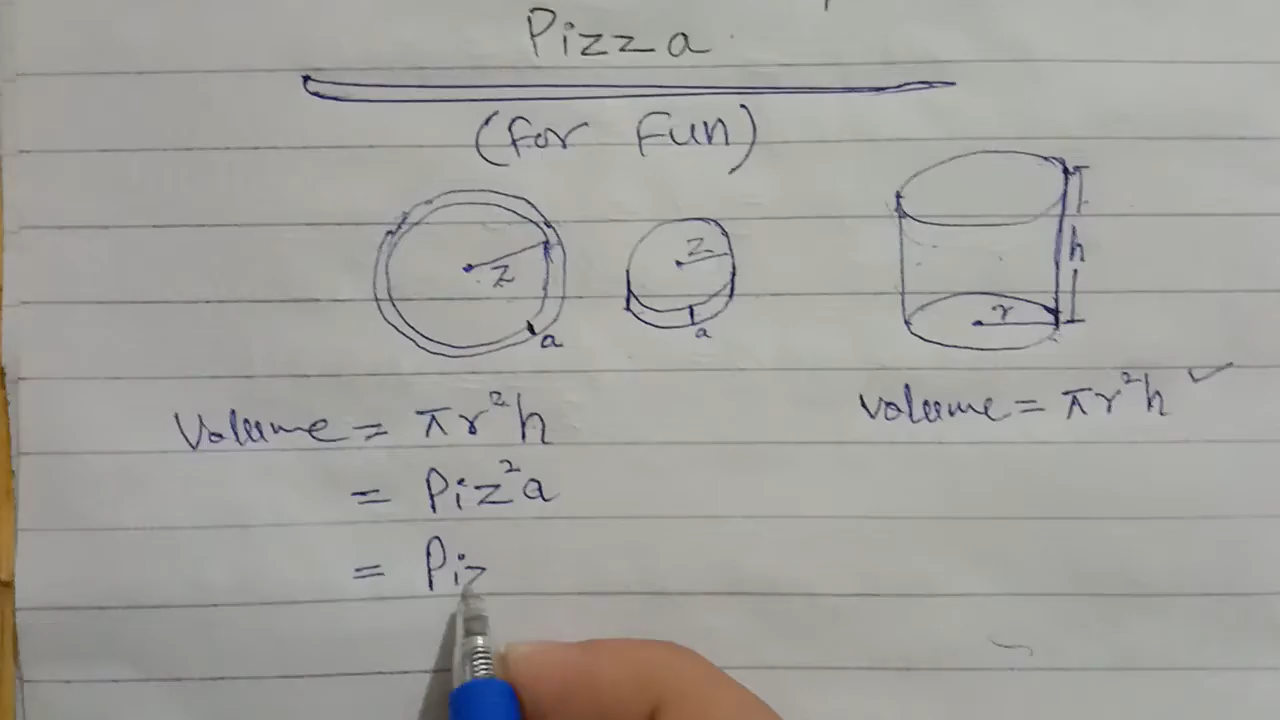 Pizza
(For Fun)
z
a
z
a
h
r
Volume = πr²h
= Piz²a
= Piz
Volume = πr²h ✓